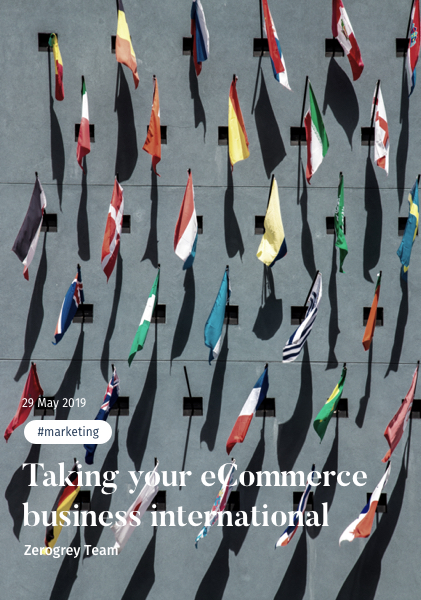 29 May 2019
#marketing
Taking your eCommerce
business international
Zerogrey Team